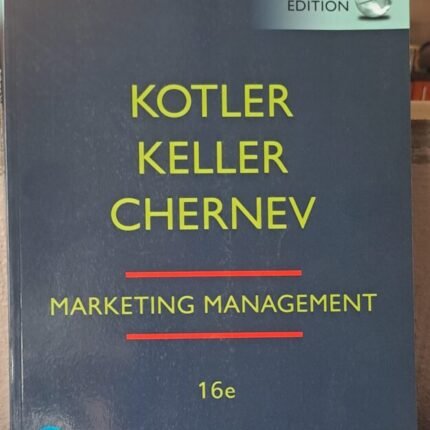 EDITION
KOTLER
KELLER
CHERNEV
MARKETING MANAGEMENT
16e